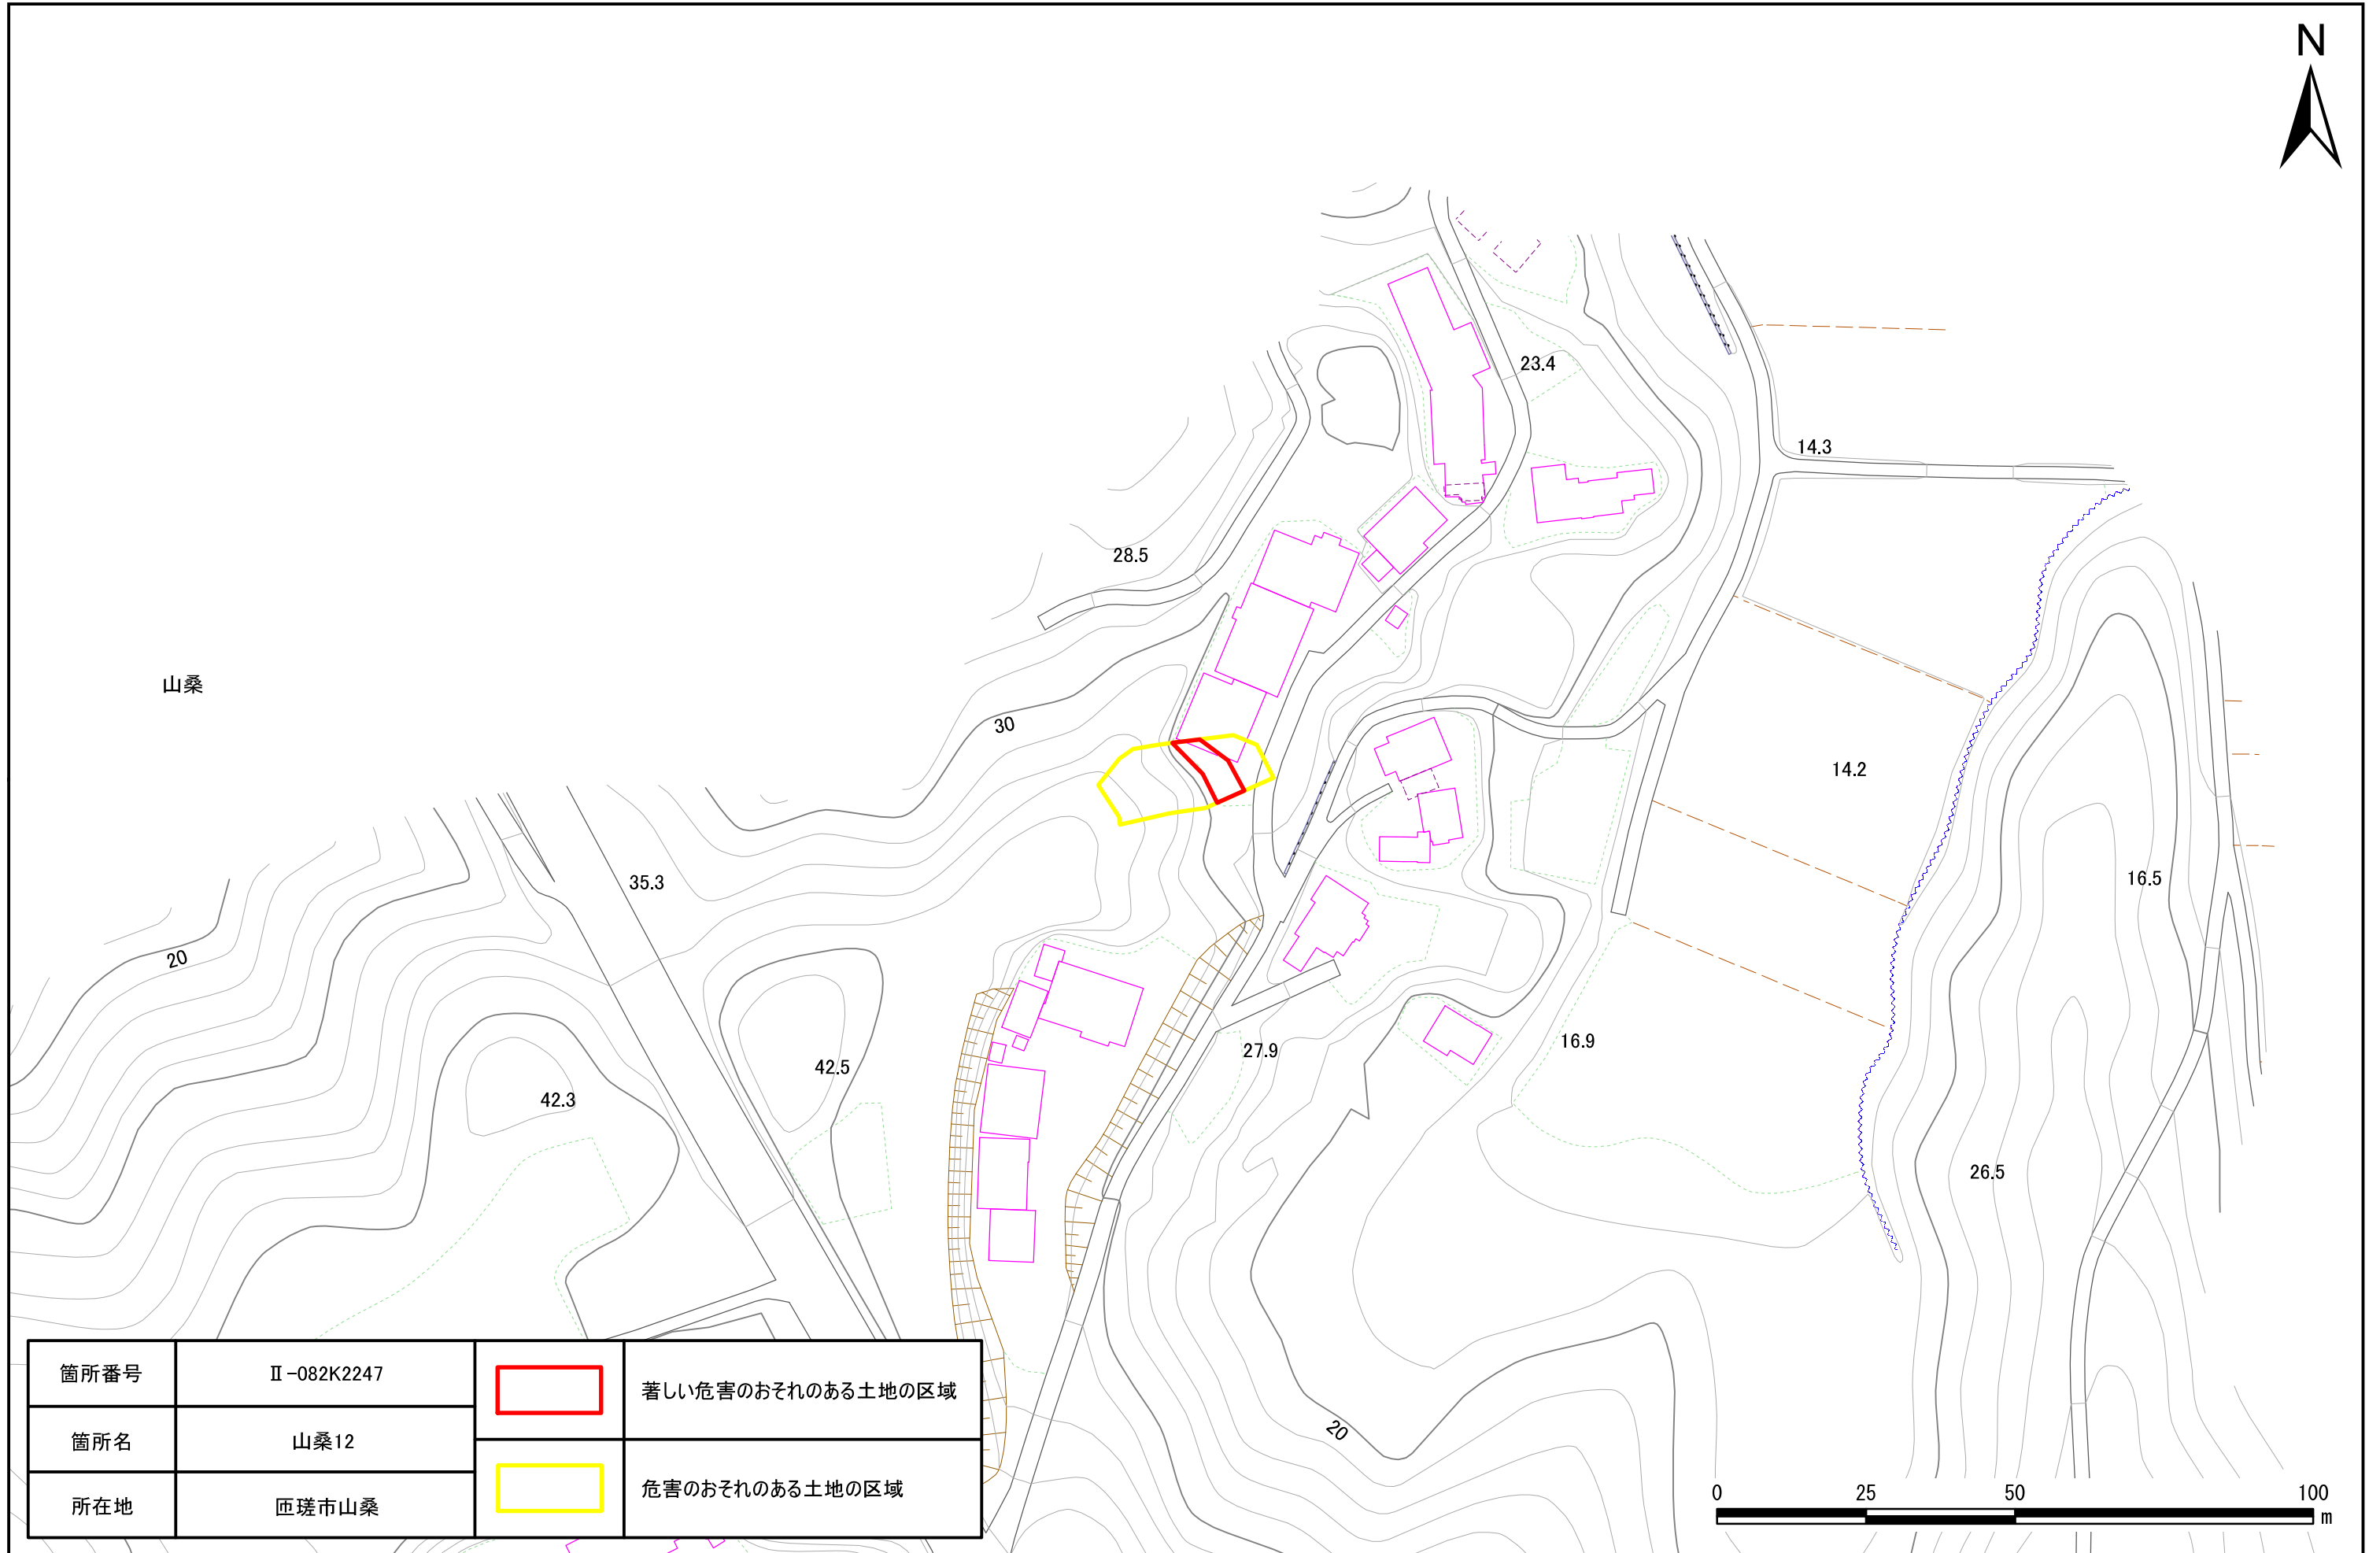 N
23.4
14.3
28.5
山桑
30
14.2
35.3
16.5
20
42.5
27.9
16.9
42.3
26.5
20
箇所番号 Ⅱ-082K2247
箇所名 山桑12
所在地 匝瑳市山桑
著しい危害のおそれのある土地の区域
危害のおそれのある土地の区域
0 25 50 100
m